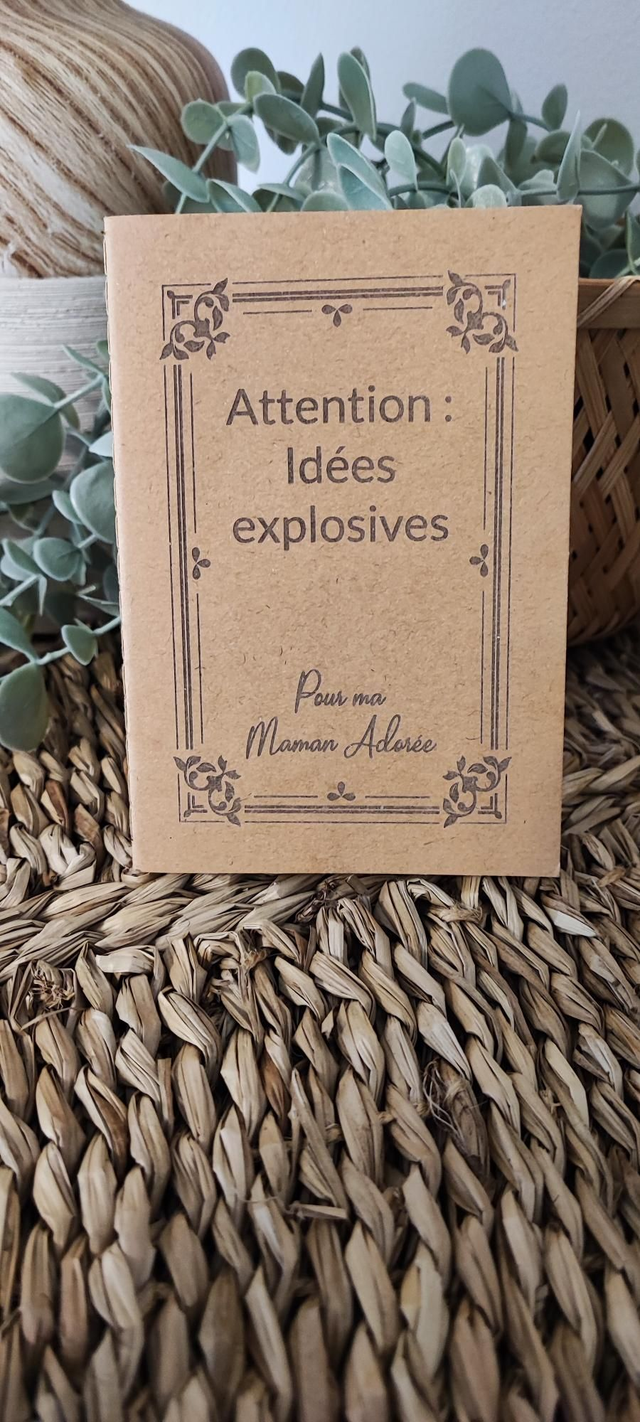 Attention :
Idées
explosives
Pour ma
Maman Adorée